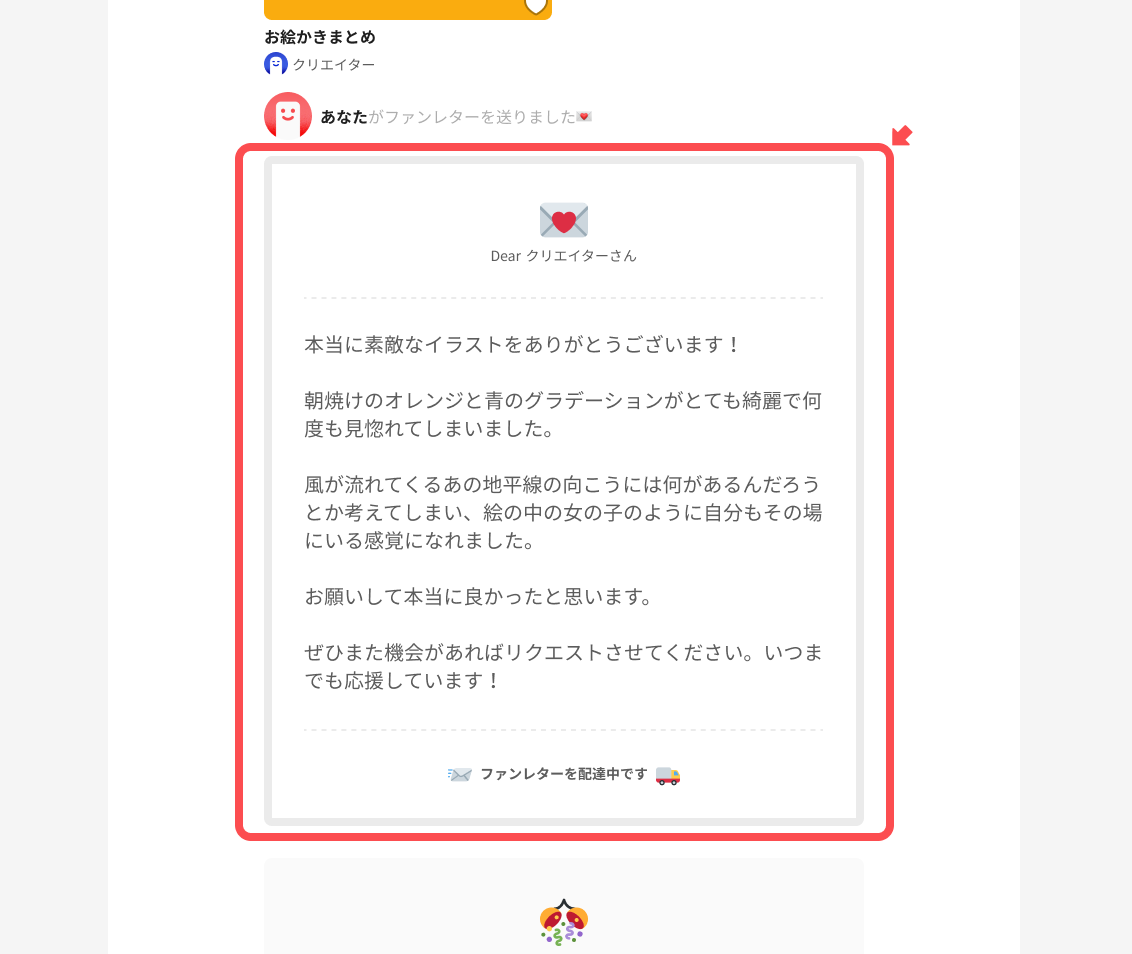 お絵かきまとめ
クリエイター
あなたがファンレターを送りました💌
Dear クリエイターさん
本当に素敵なイラストをありがとうございます！
朝焼けのオレンジと青のグラデーションがとても綺麗で何
度も見惚れてしまいました。
風が流れてくるあの地平線の向こうには何があるんだろう
とか考えてしまい、絵の中の女の子のように自分もその場
にいる感覚になれました。
お願いして本当に良かったと思います。
ぜひまた機会があればリクエストさせてください。いつま
でも応援しています！
ファンレターを配達中です